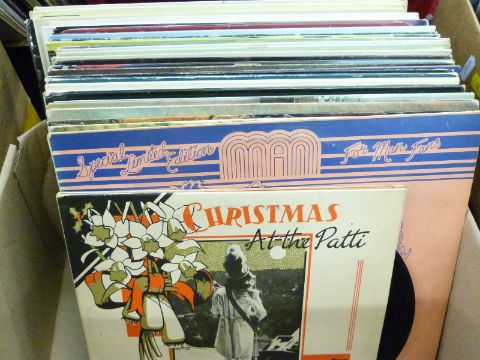 Special
Limited
Edition
MAN
For Man Fans
CHRISTMAS
At the Patti